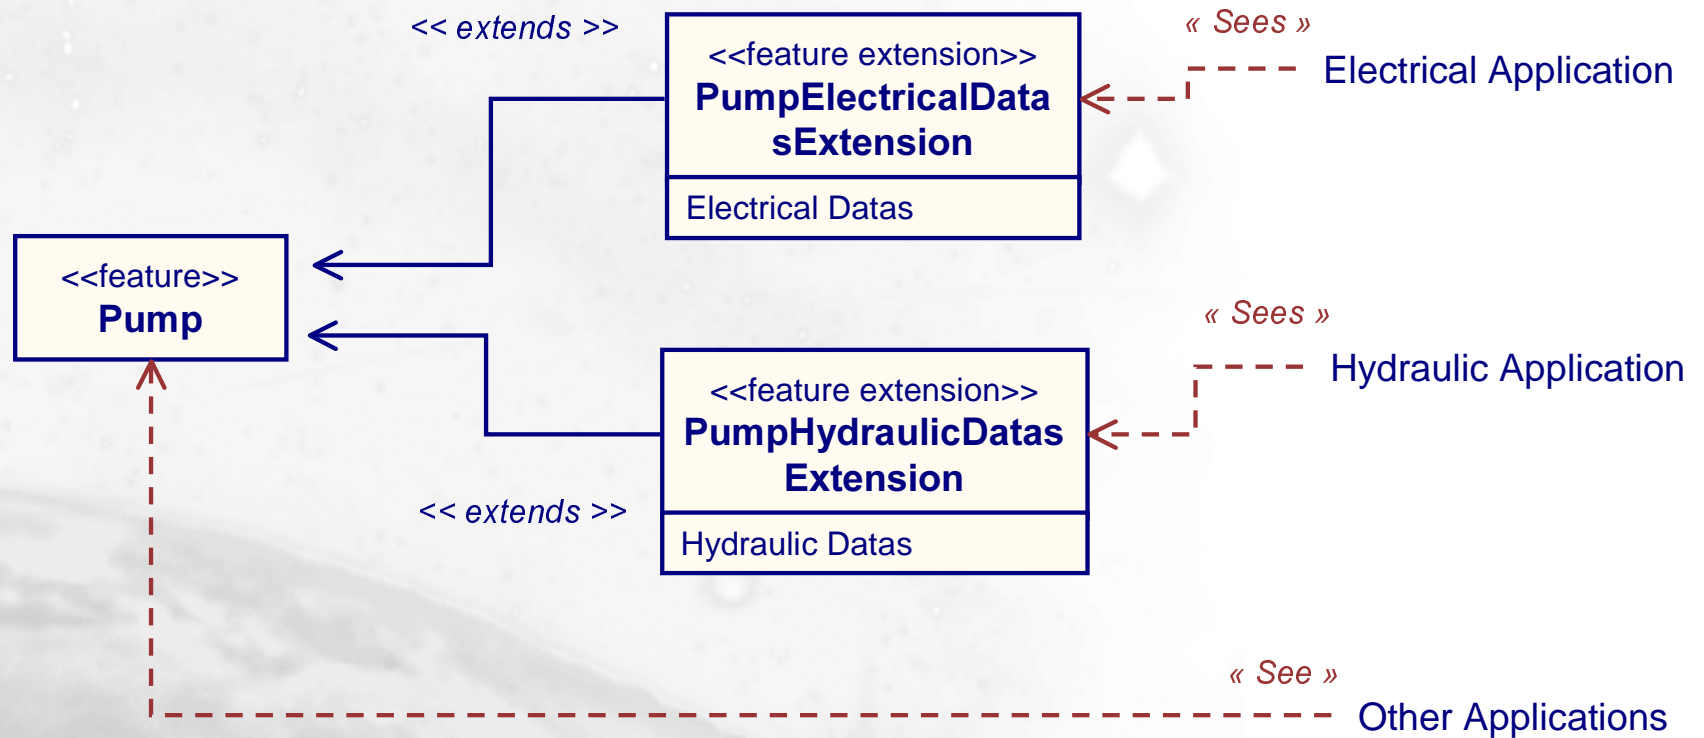 << extends >>
<<feature extension>>
PumpElectricalData
sExtension
Electrical Datas
« Sees »
Electrical Application
<<feature>>
Pump
« Sees »
Hydraulic Application
<<feature extension>>
PumpHydraulicDatas
Extension
Hydraulic Datas
<< extends >>
« See »
Other Applications